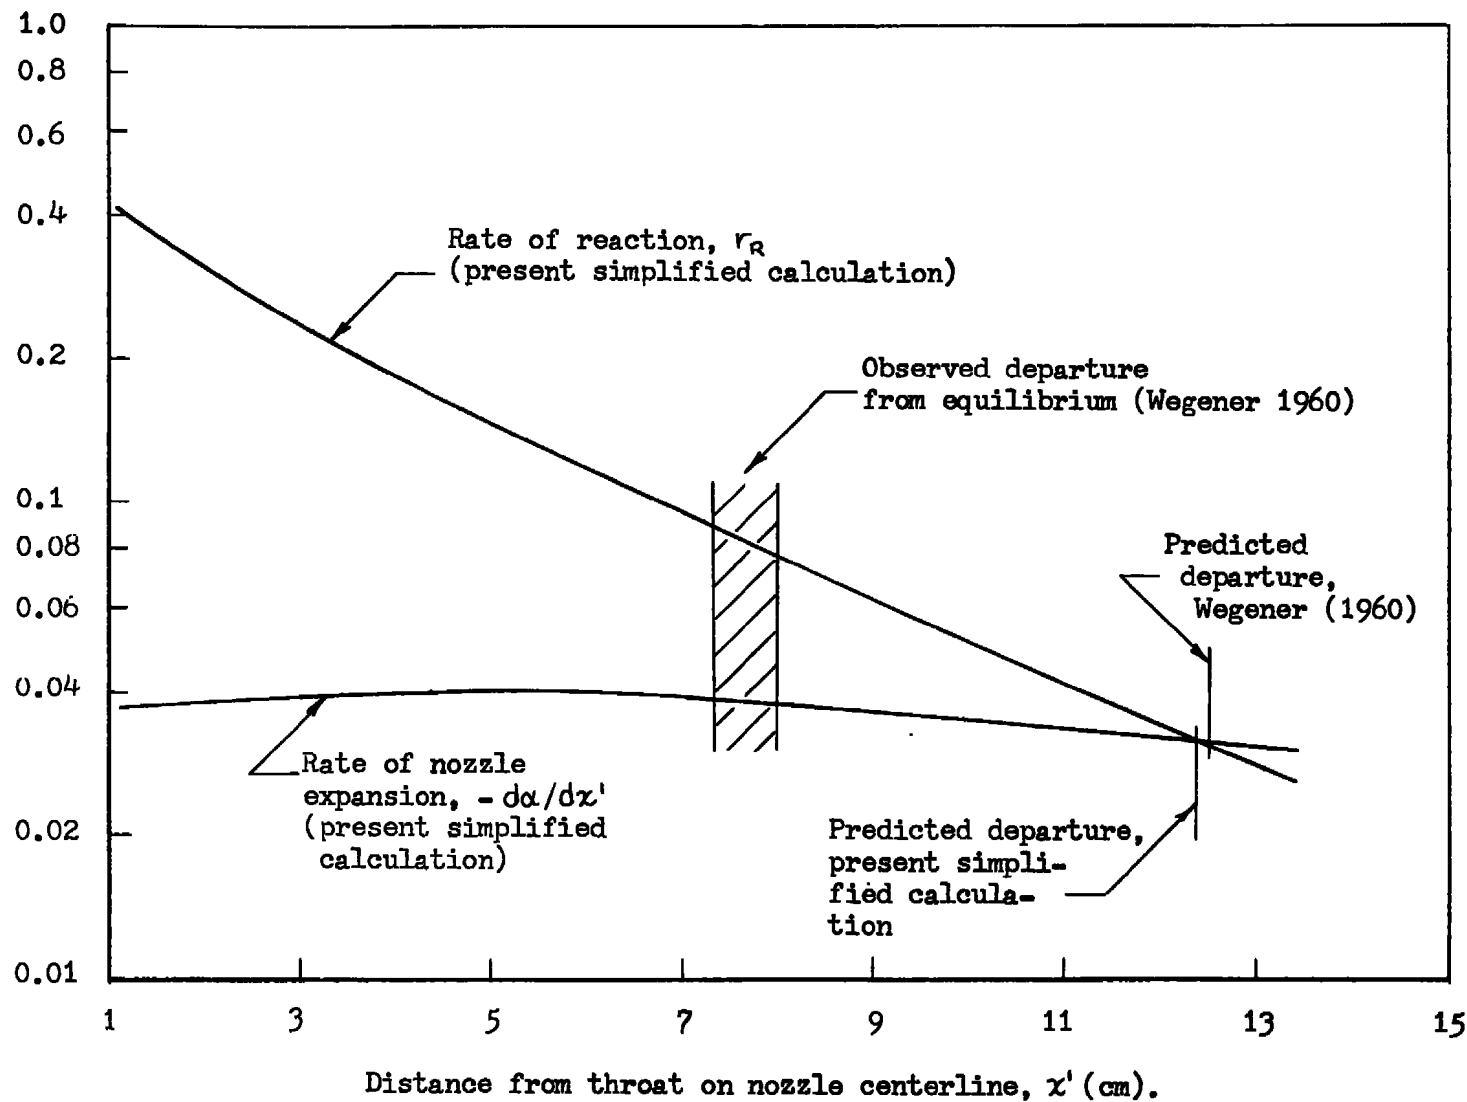 1.0
0.8
0.6
0.4
0.2
0.1
0.08
0.06
0.04
0.02
0.01
Rate of reaction, r_R
(present simplified calculation)
Observed departure
from equilibrium (Wegener 1960)
Predicted
departure,
Wegener (1960)
Rate of nozzle
expansion, - dα/dx'
(present simplified
calculation)
Predicted departure,
present simpli-
fied calcula-
tion
1 3 5 7 9 11 13 15
Distance from throat on nozzle centerline, x' (cm).